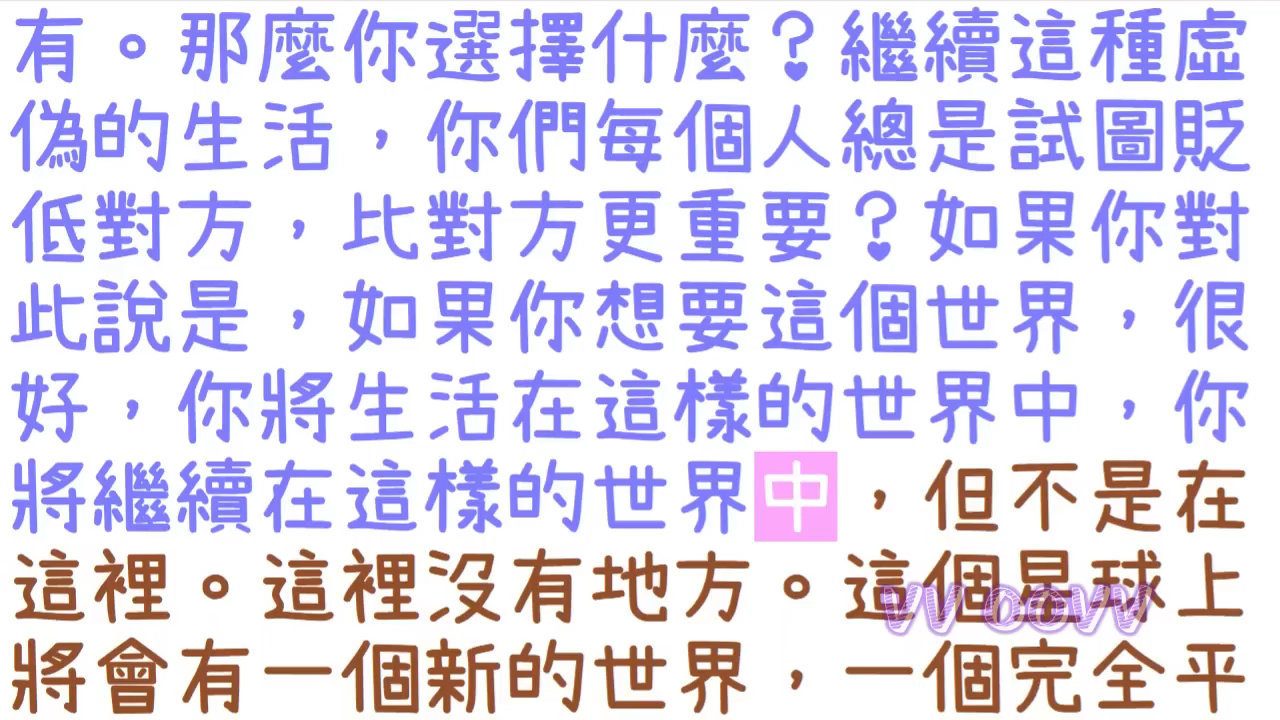 有。那麼你選擇什麼？繼續這種虛
偽的生活，你們每個人總是試圖貶
低對方，比對方更重要？如果你對
此說是，如果你想要這個世界，很
好，你將生活在這樣的世界中，你
將繼續在這樣的世界中，但不是在
這裡。這裡沒有地方。這個星球上
vv oovv
將會有一個新的世界，一個完全平